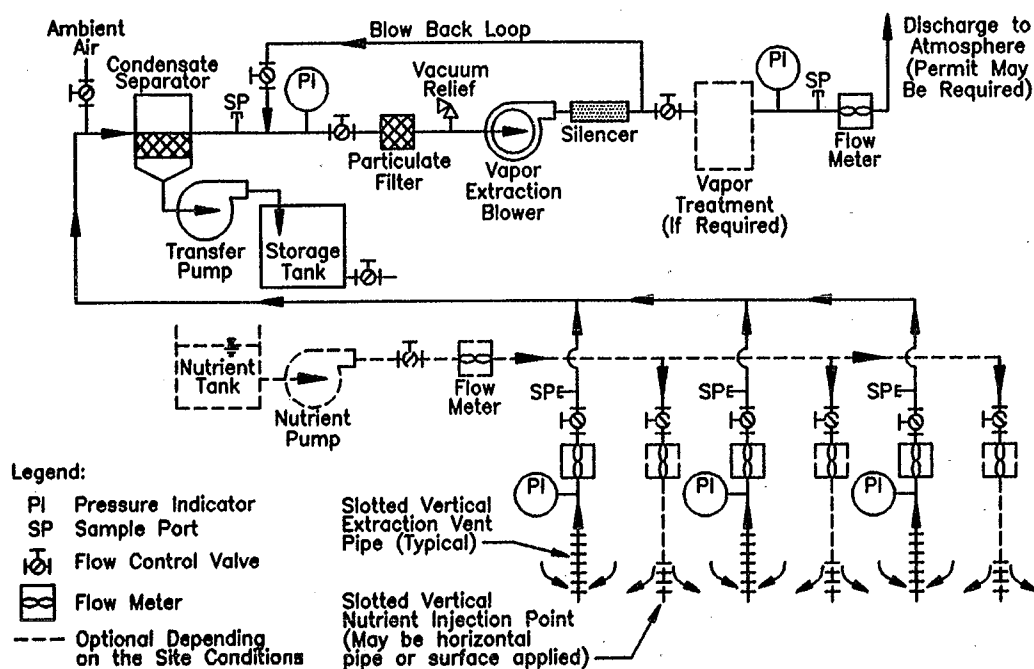 Ambient
Air
Condensate
Separator
SP
PI
Blow Back Loop
Vacuum
Relief
Particulate
Filter
Vapor
Extraction
Blower
Silencer
Vapor
Treatment
(If Required)
PI
SP
Flow
Meter
Discharge to
Atmosphere
(Permit May
Be Required)
Transfer
Pump
Storage
Tank
Nutrient
Tank
Nutrient
Pump
Flow
Meter
SP
SP
SP
PI
PI
PI
Legend:
PI Pressure Indicator
SP Sample Port
Flow Control Valve
Flow Meter
Optional Depending
on the Site Conditions
Slotted Vertical
Extraction Vent
Pipe (Typical)
Slotted Vertical
Nutrient Injection Point
(May be horizontal
pipe or surface applied)